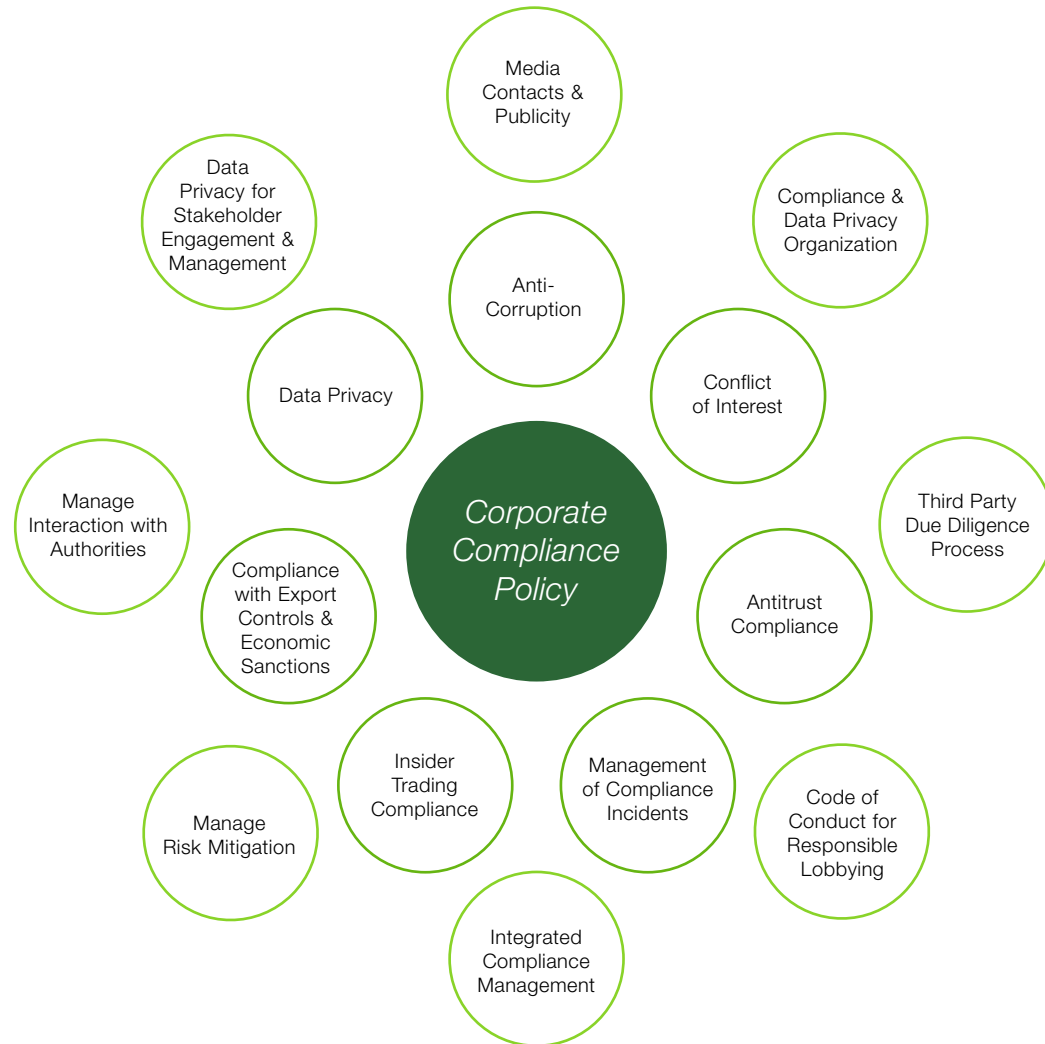 Media
Contacts &
Publicity
Data
Privacy for
Stakeholder
Engagement &
Management
Compliance &
Data Privacy
Organization
Anti-
Corruption
Data Privacy
Conflict
of Interest
Manage
Interaction with
Authorities
Corporate
Compliance
Policy
Third Party
Due Diligence
Process
Compliance
with Export
Controls &
Economic
Sanctions
Antitrust
Compliance
Insider
Trading
Compliance
Management
of Compliance
Incidents
Manage
Risk Mitigation
Code of
Conduct for
Responsible
Lobbying
Integrated
Compliance
Management